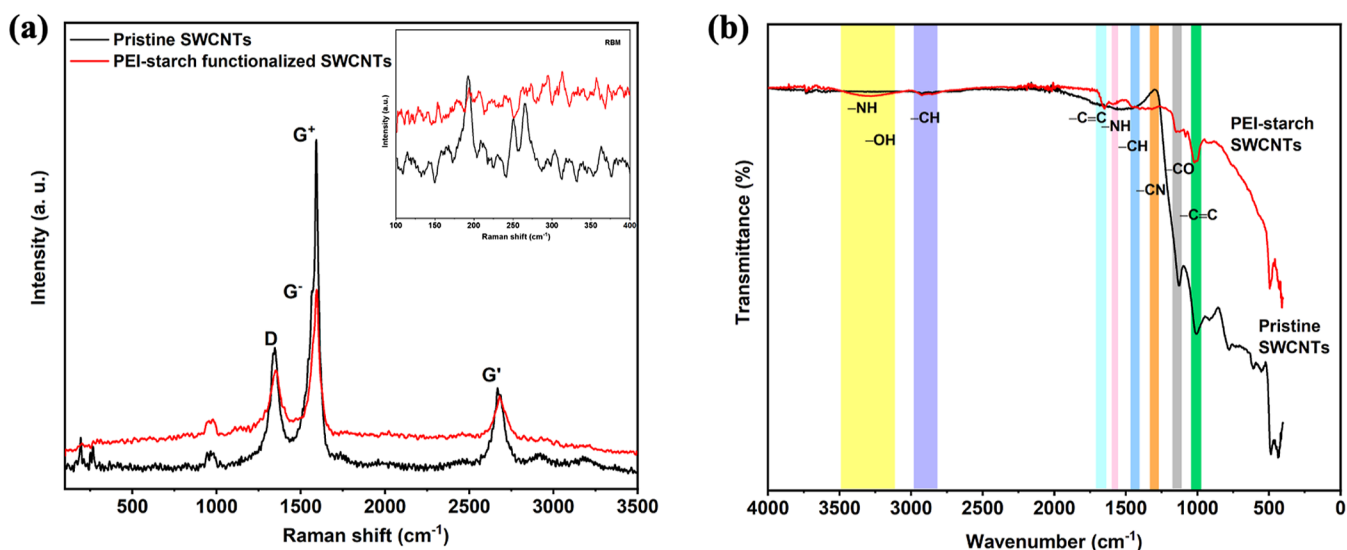 (a)
Pristine SWCNTs
PEI-starch functionalized SWCNTs
RBM
Intensity (a.u.)
100 150 200 250 300 350 400
Raman shift (cm-1)
G+
G-
D
G'
Intensity (a. u.)
500 1000 1500 2000 2500 3000 3500
Raman shift (cm-1)
(b)
–NH
–OH
–CH
–C=C
–NH
–CH
–CN
–CO
–C=C
PEI-starch
SWCNTs
Pristine
SWCNTs
Transmittance (%)
4000 3500 3000 2500 2000 1500 1000 500 0
Wavenumber (cm-1)